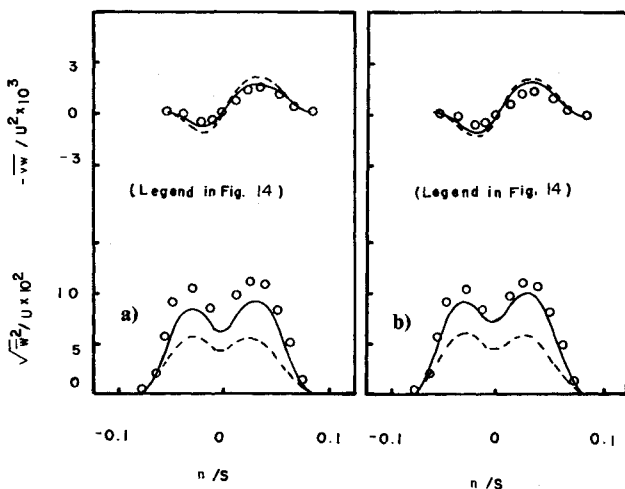 3
0
-3
-vw / U² × 10³
(Legend in Fig. 14)
(Legend in Fig. 14)
10
5
0
√w² / U × 10²
a)
b)
-0.1
0
0.1
-0.1
0
0.1
n/S
n/S